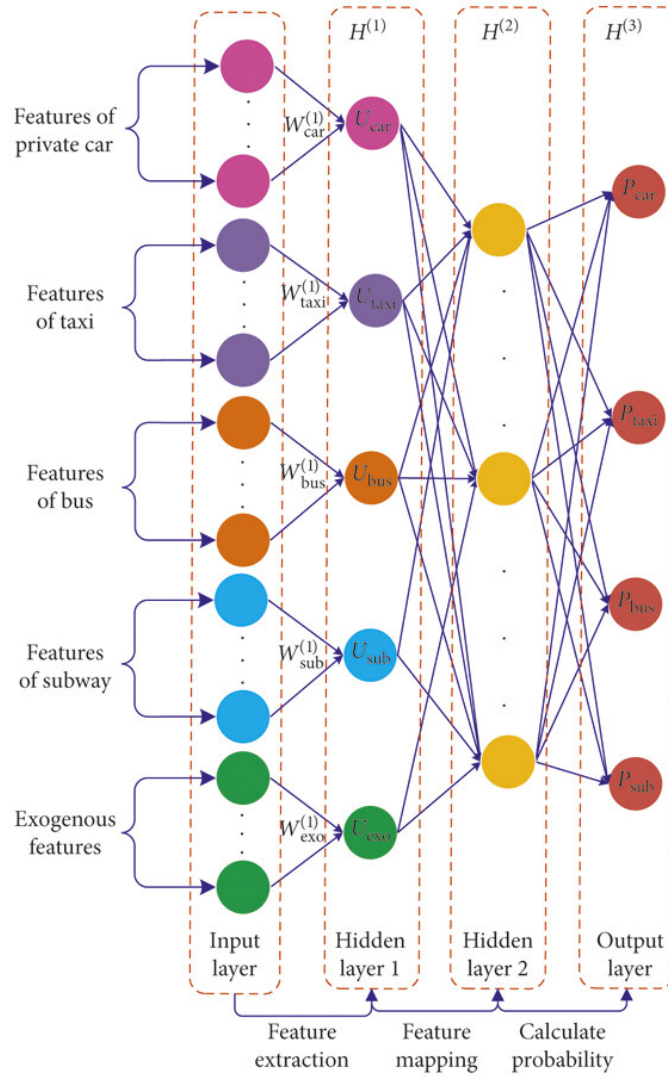 H(1)
H(2)
H(3)
Features of
private car
W(1)car
Ucar
Pcar
Features
of taxi
W(1)taxi
Utaxi
Ptaxi
Features
of bus
W(1)bus
Ubus
Pbus
Features
of subway
W(1)sub
Usub
Psub
Exogenous
features
W(1)exo
Uexo
Input
layer
Hidden
layer 1
Hidden
layer 2
Output
layer
Feature
extraction
Feature
mapping
Calculate
probability